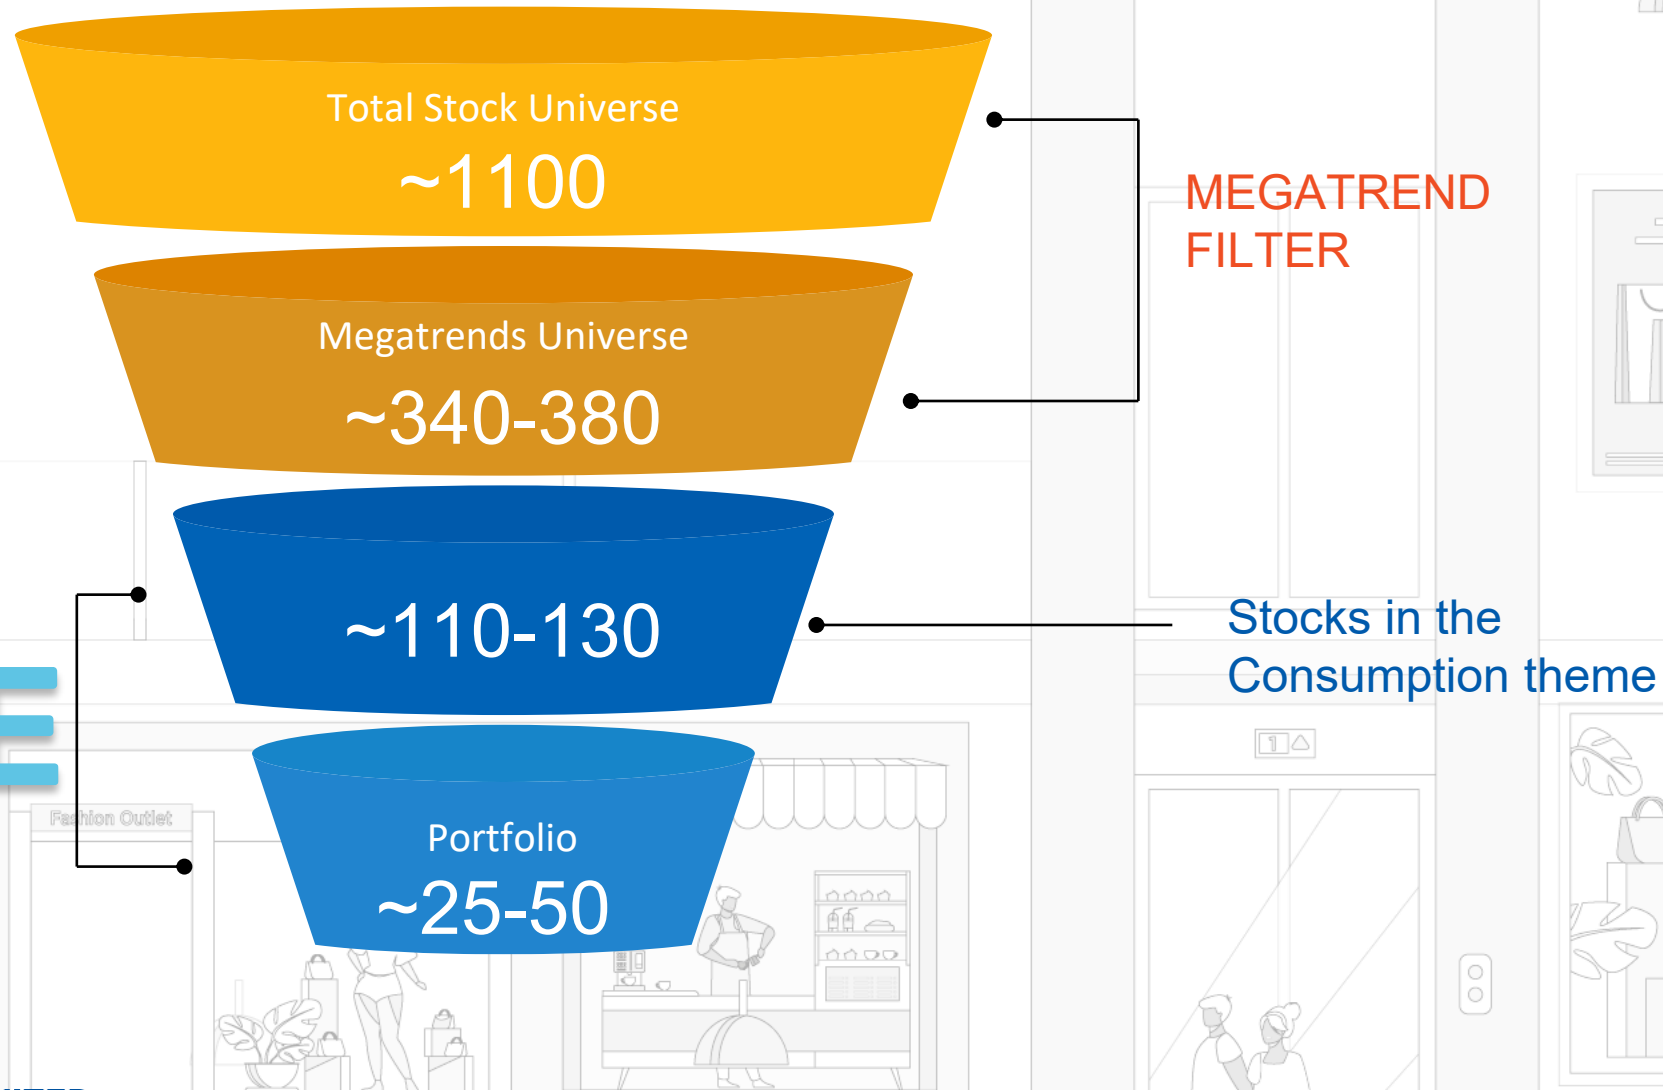 Total Stock Universe
~1100
MEGATREND
FILTER
Megatrends Universe
~340-380
~110-130
Stocks in the
Consumption theme
1
Fashion Outlet
Portfolio
~25-50